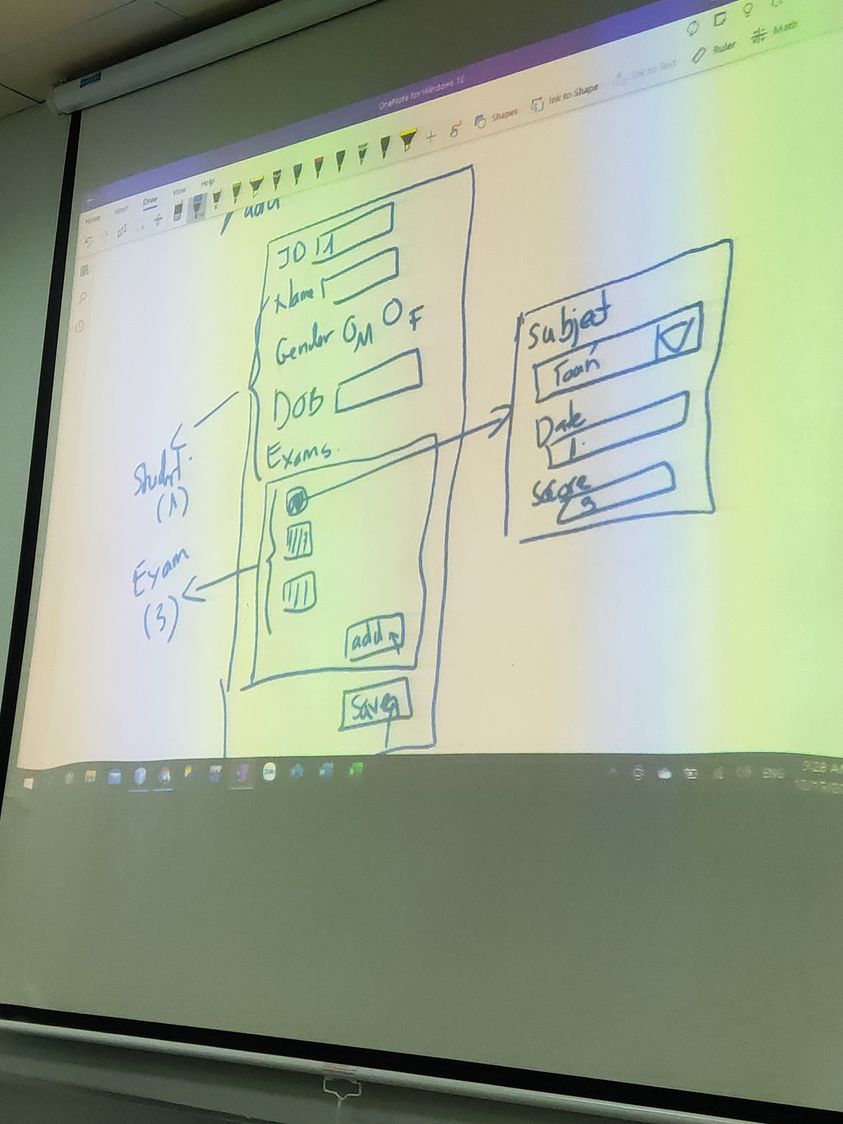 OneNote for Windows 10
Home Insert Draw View Help
Shapes Ink to Shape Ink to Text Ruler Math
/add
ID 1
Name
Gender M F
DOB
Exams
add
Save
Student
(1)
Exam
(3)
Subject
Toán
Date
1
Score
3
ENG